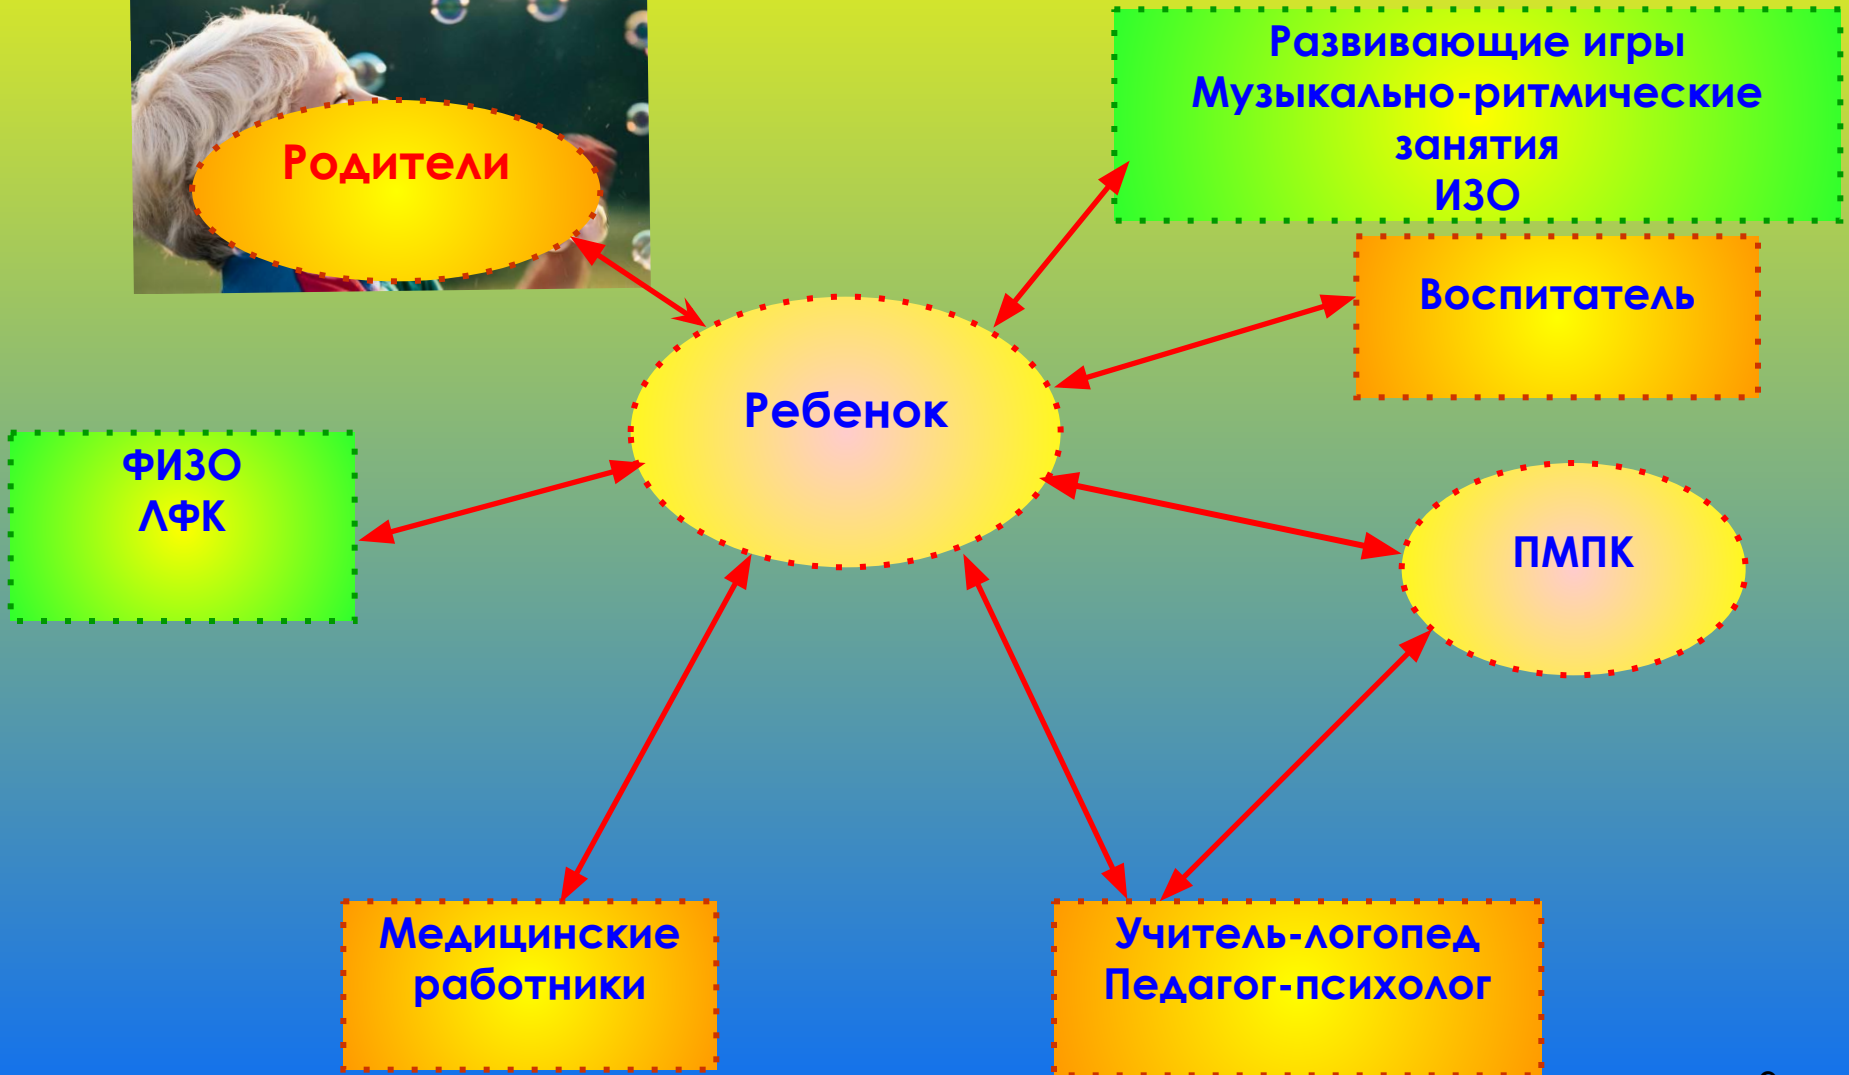 Родители
Развивающие игры
Музыкально-ритмические
занятия
ИЗО
Воспитатель
Ребенок
ФИЗО
ЛФК
ПМПК
Медицинские
работники
Учитель-логопед
Педагог-психолог